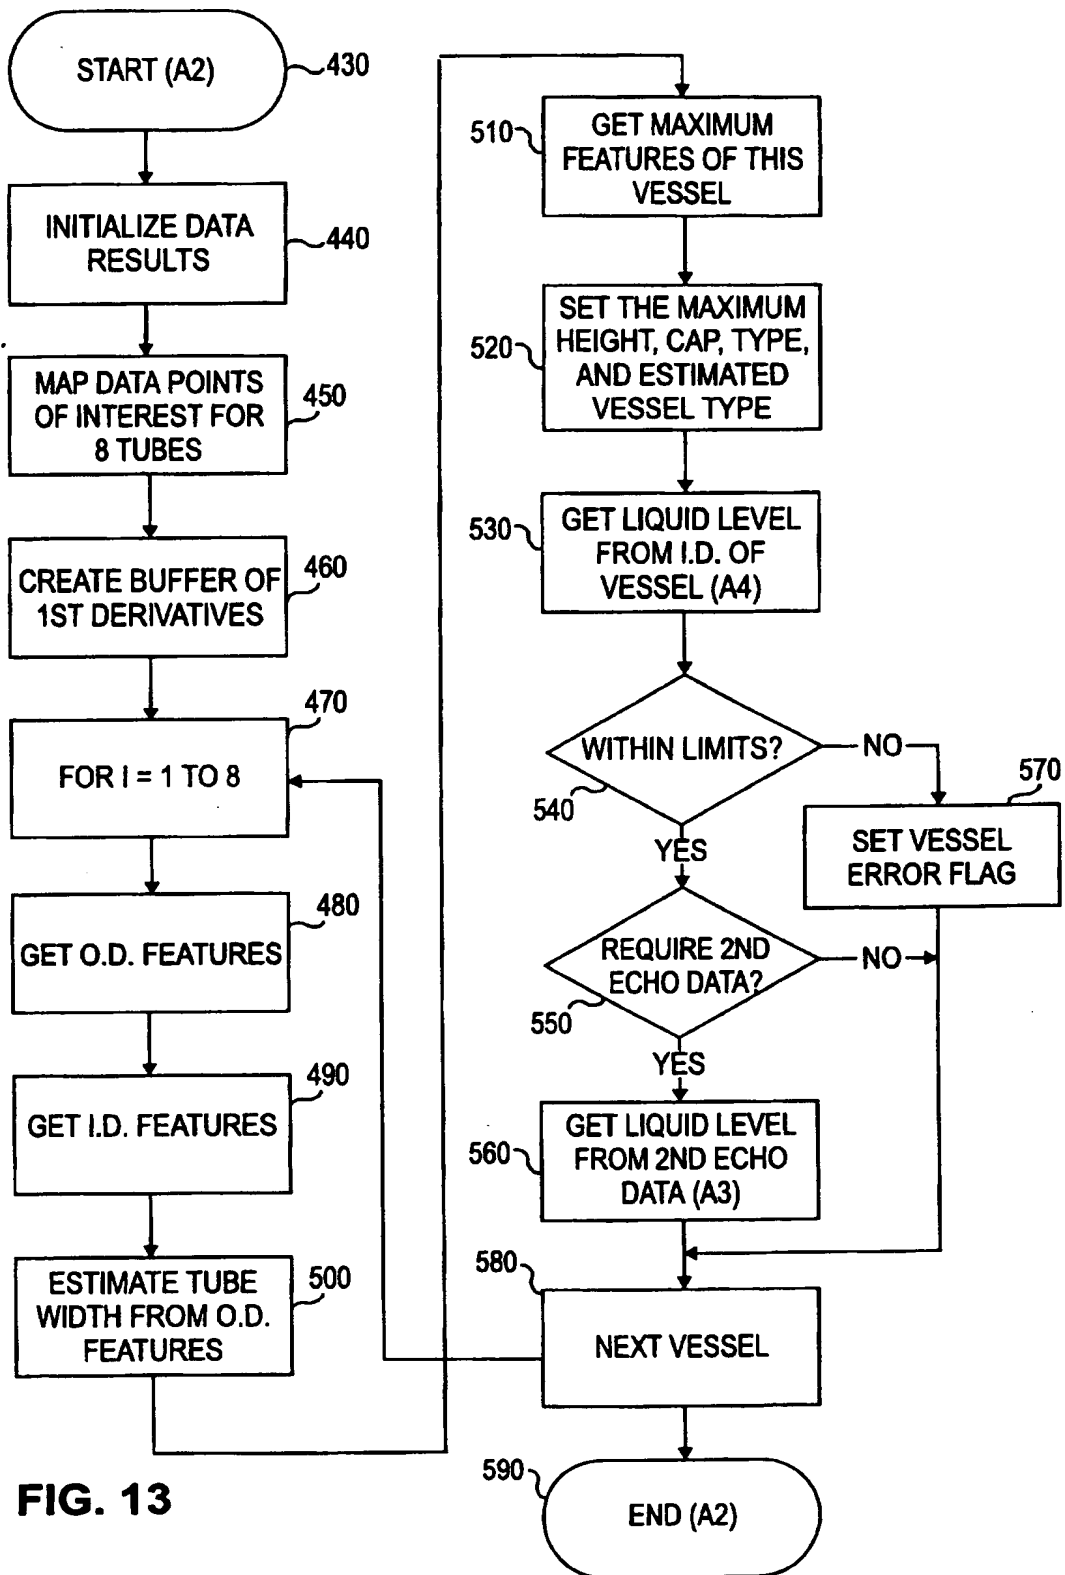 START (A2)
430
INITIALIZE DATA
RESULTS
440
MAP DATA POINTS
OF INTEREST FOR
8 TUBES
450
CREATE BUFFER OF
1ST DERIVATIVES
460
FOR I = 1 TO 8
470
GET O.D. FEATURES
480
GET I.D. FEATURES
490
ESTIMATE TUBE
WIDTH FROM O.D.
FEATURES
500
510
GET MAXIMUM
FEATURES OF THIS
VESSEL
520
SET THE MAXIMUM
HEIGHT, CAP, TYPE,
AND ESTIMATED
VESSEL TYPE
530
GET LIQUID LEVEL
FROM I.D. OF
VESSEL (A4)
WITHIN LIMITS?
540
NO
YES
570
SET VESSEL
ERROR FLAG
REQUIRE 2ND
ECHO DATA?
550
NO
YES
560
GET LIQUID LEVEL
FROM 2ND ECHO
DATA (A3)
580
NEXT VESSEL
590
END (A2)
FIG. 13